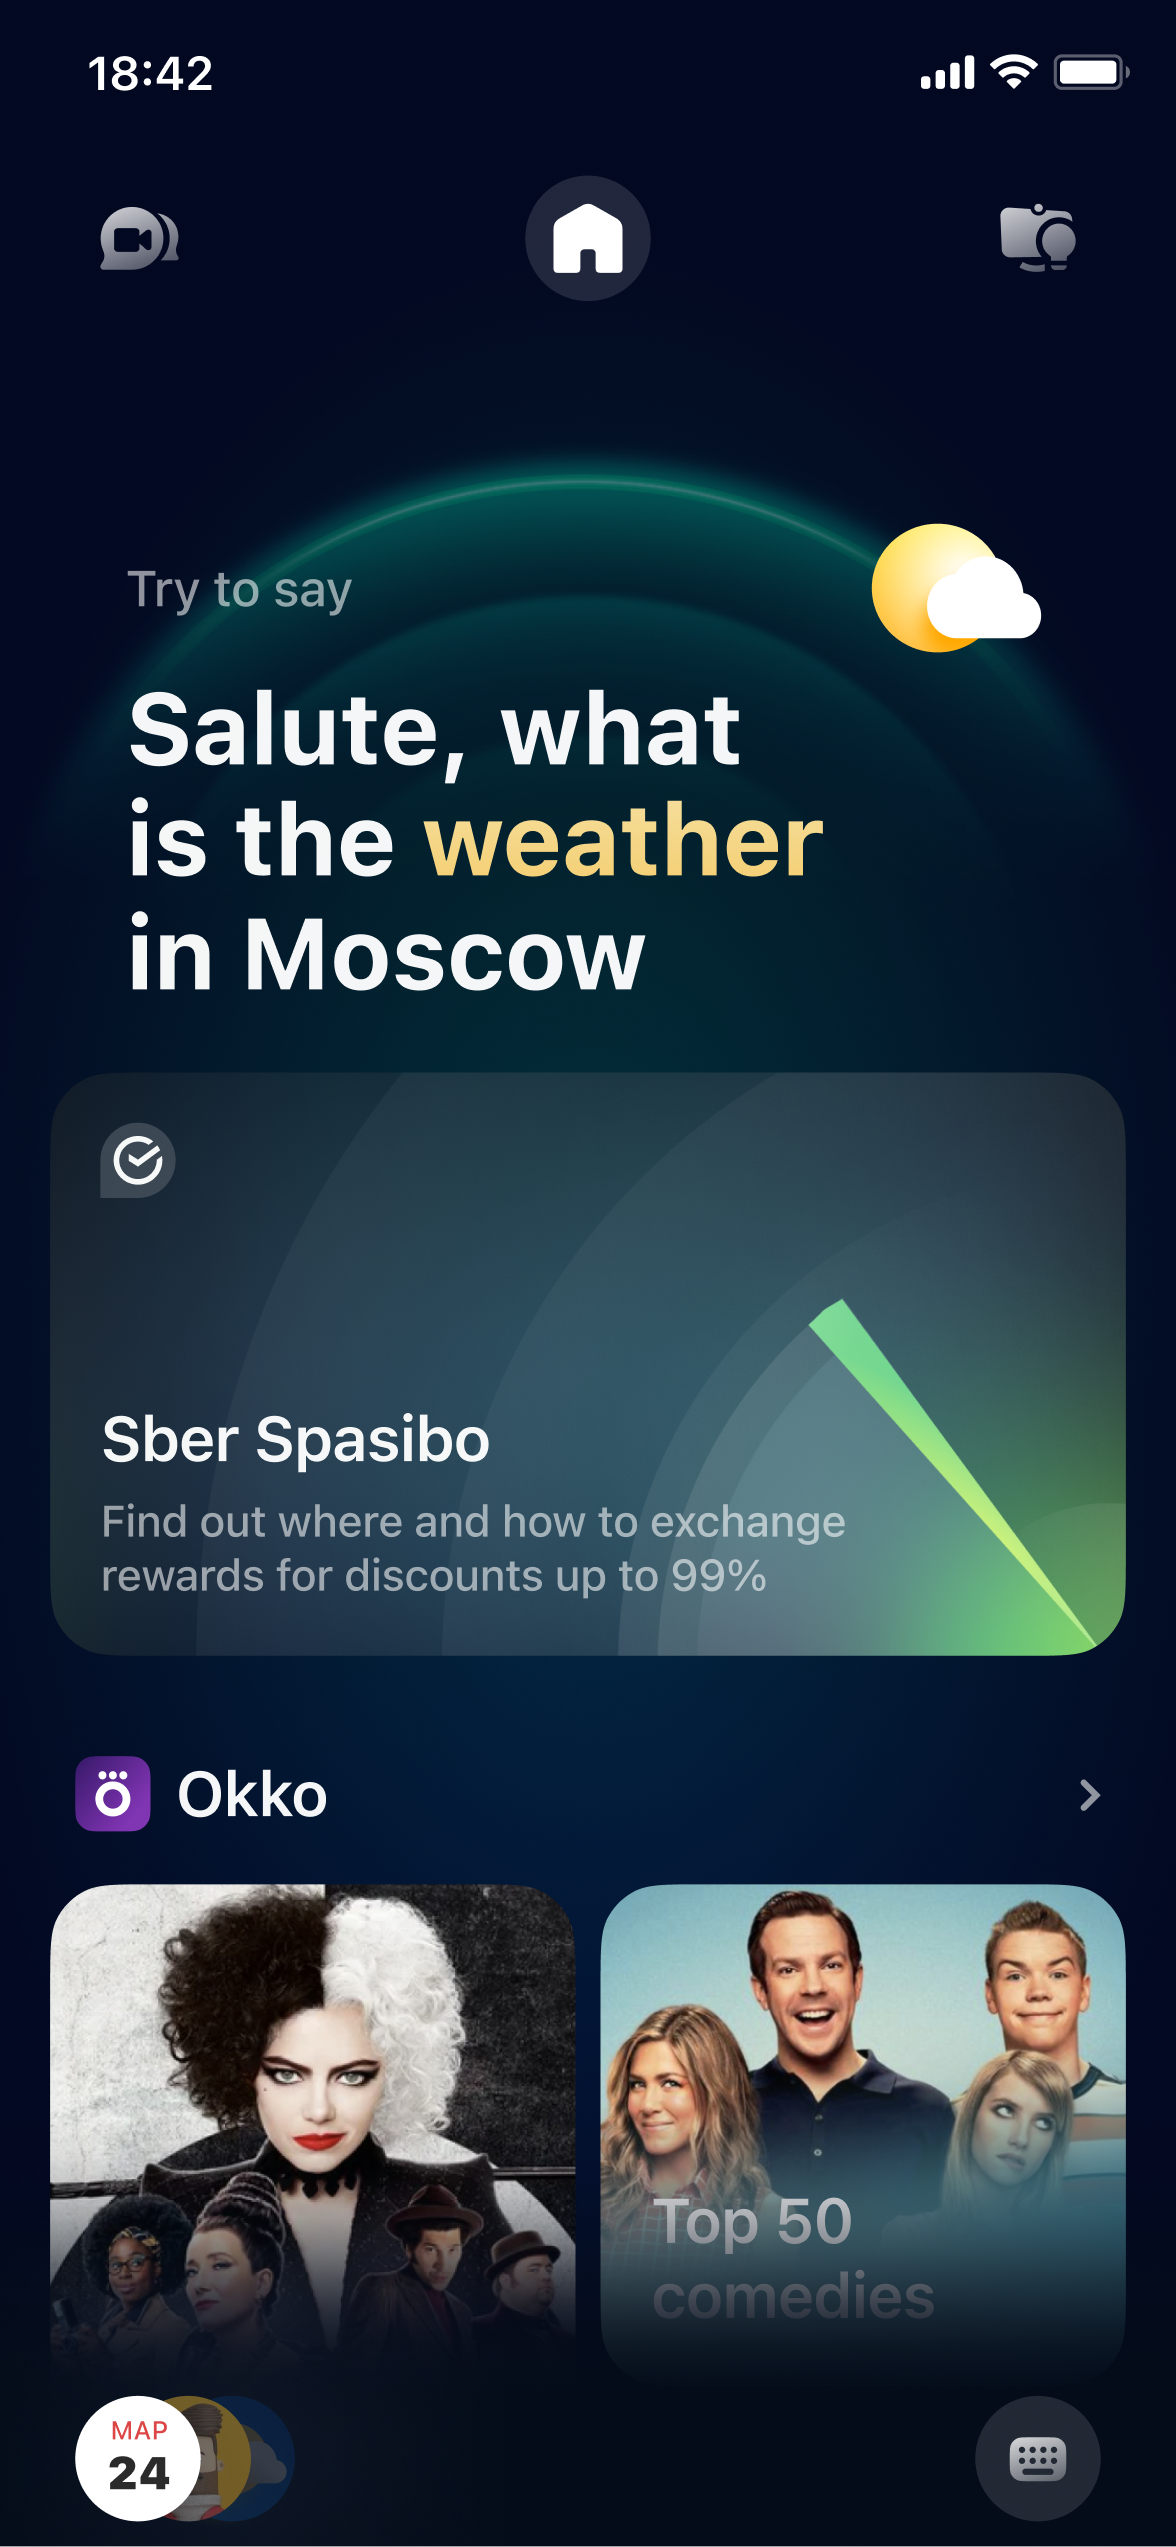 18:42
Try to say
Salute, what
is the weather
in Moscow
Sber Spasibo
Find out where and how to exchange
rewards for discounts up to 99%
Okko
Top 50
comedies
МАР
24